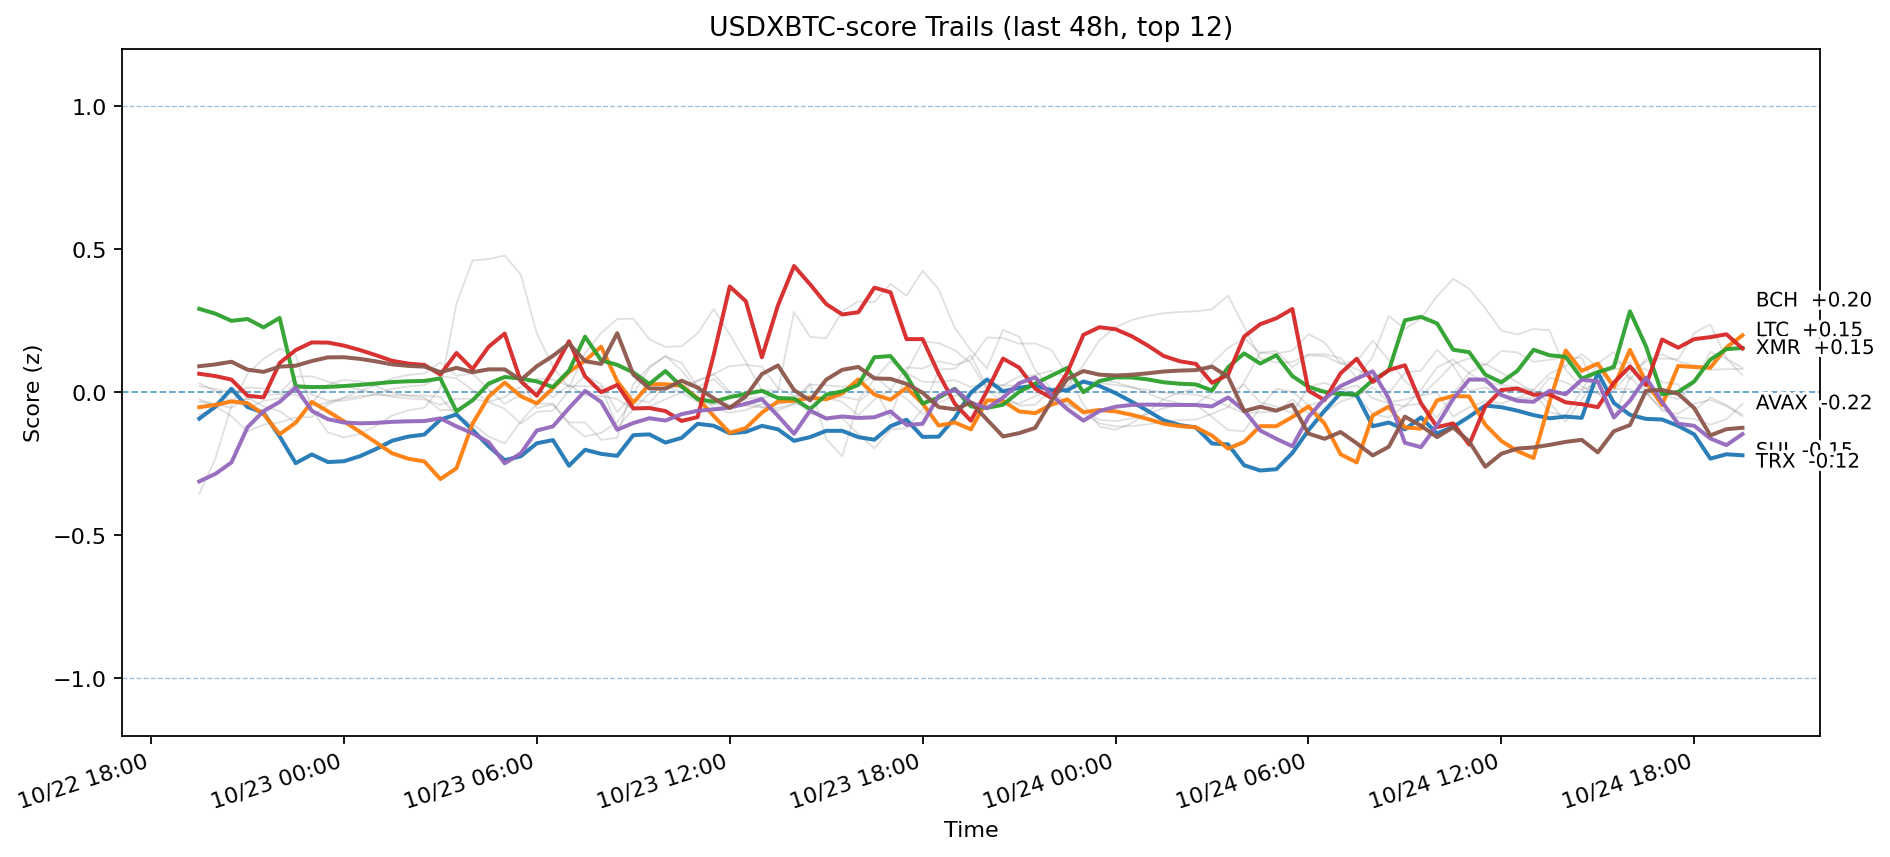 USDXBTC-score Trails (last 48h, top 12)
Score (z)
1.0
0.5
0.0
−0.5
−1.0
BCH +0.20
LTC +0.15
XMR +0.15
AVAX -0.22
-0.15
TRX -0.12
10/22 18:00
10/23 00:00
10/23 06:00
10/23 12:00
10/23 18:00
10/24 00:00
10/24 06:00
10/24 12:00
10/24 18:00
Time